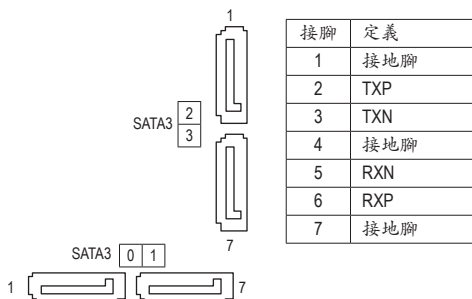 1
SATA3 2
3
7
SATA3 0 1
1 7
接腳 定義
1 接地腳
2 TXP
3 TXN
4 接地腳
5 RXN
6 RXP
7 接地腳